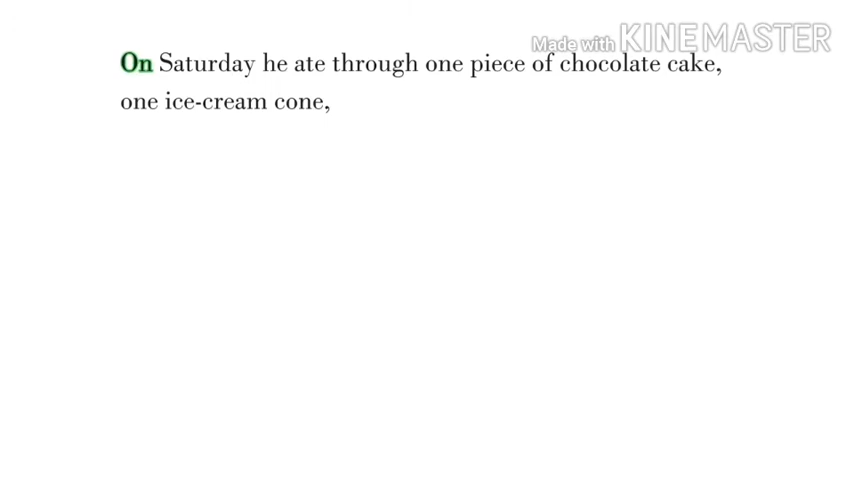 Made with KINEMASTER
On Saturday he ate through one piece of chocolate cake,
one ice-cream cone,